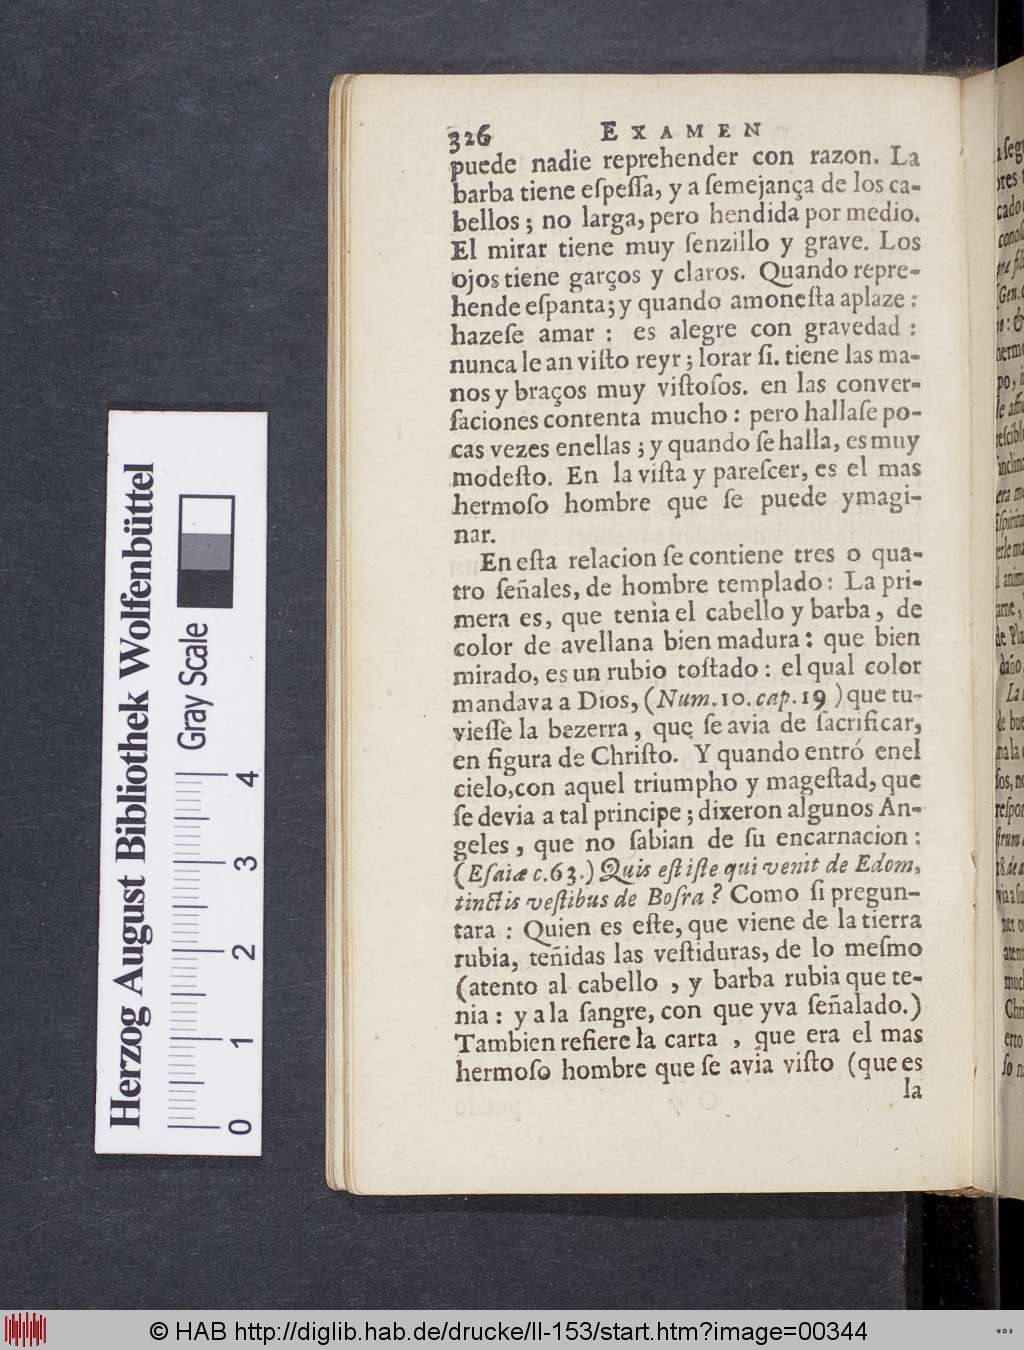 326 EXAMEN
puede nadie reprehender con razon. La
barba tiene eſpeſſa, y a ſemejança de los ca-
bellos; no larga, pero hendida por medio.
El mirar tiene muy ſenzillo y grave. Los
ojos tiene garços y claros. Quando repre-
hende eſpanta; y quando amoneſta aplaze:
hazeſe amar : es alegre con gravedad :
nunca le an viſto reyr; lorar ſi. tiene las ma-
nos y braços muy viſtoſos. en las conver-
ſaciones contenta mucho: pero hallaſe po-
cas vezes enellas; y quando ſe halla, es muy
modeſto. En la viſta y pareſcer, es el mas
hermoſo hombre que ſe puede ymagi-
nar.
En eſta relacion ſe contiene tres o qua-
tro ſeñales, de hombre templado: La pri-
mera es, que tenia el cabello y barba, de
color de avellana bien madura: que bien
mirado, es un rubio toſtado: el qual color
mandava a Dios, (Num.10.cap.19) que tu-
vieſſe la bezerra, que ſe avia de ſacrificar,
en figura de Chriſto. Y quando entró enel
cielo,con aquel triumpho y mageſtad, que
ſe devia a tal principe; dixeron algunos An-
geles, que no ſabian de ſu encarnacion:
(Eſaiæ c.63.) Quis eſt iſte qui venit de Edom,
tinctis veſtibus de Boſra? Como ſi pregun-
tara : Quien es eſte, que viene de la tierra
rubia, teñidas las veſtiduras, de lo meſmo
(atento al cabello , y barba rubia que te-
nia: y a la ſangre, con que yva ſeñalado.)
Tambien refiere la carta , que era el mas
hermoſo hombre que ſe avia viſto (que es
la
Herzog August Bibliothek Wolfenbüttel
Gray Scale
0 1 2 3 4
© HAB http://diglib.hab.de/drucke/ll-153/start.htm?image=00344